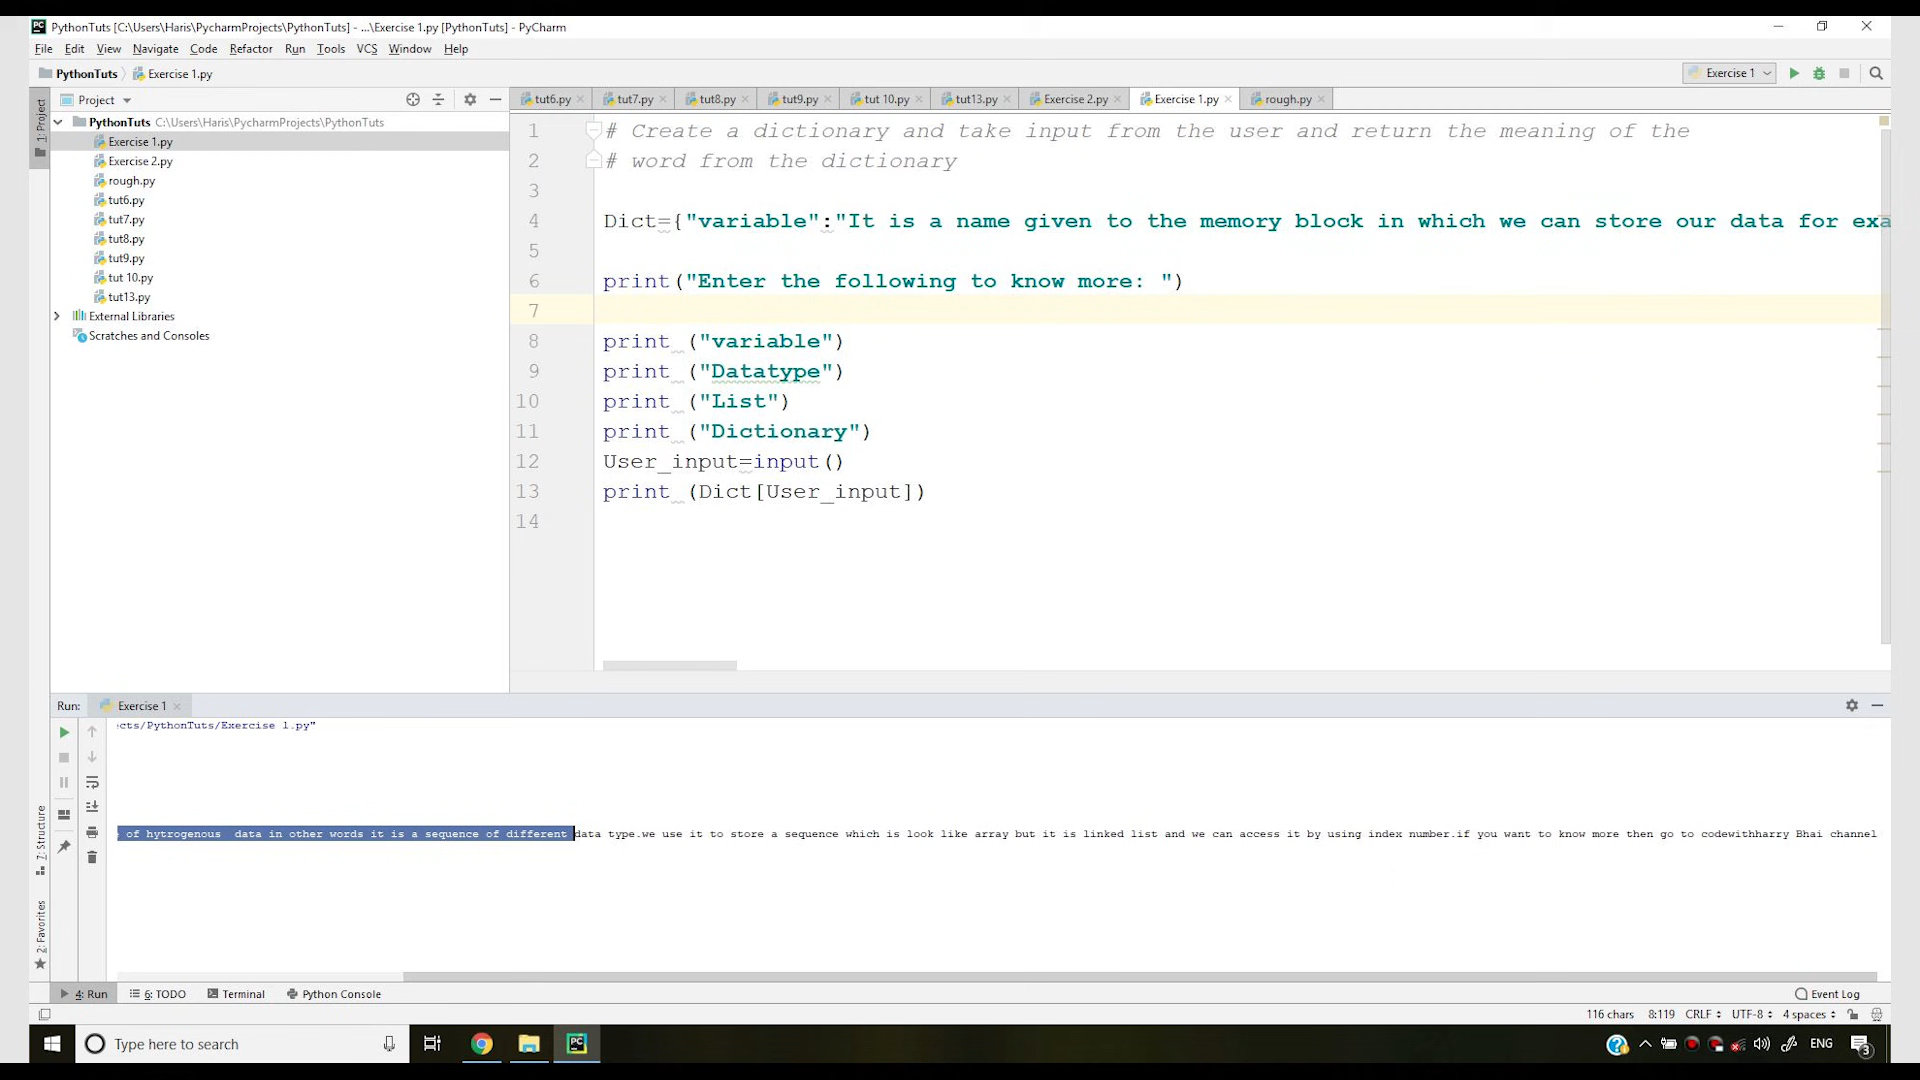 PythonTuts [C:\Users\Haris\PycharmProjects\PythonTuts] - ...\Exercise 1.py [PythonTuts] - PyCharm
File Edit View Navigate Code Refactor Run Tools VCS Window Help
PythonTuts Exercise 1.py
Exercise 1
1: Project
Project
tut6.py tut7.py tut8.py tut9.py tut 10.py tut13.py Exercise 2.py Exercise 1.py rough.py
PythonTuts C:\Users\Haris\PycharmProjects\PythonTuts
Exercise 1.py
Exercise 2.py
rough.py
tut6.py
tut7.py
tut8.py
tut9.py
tut 10.py
tut13.py
External Libraries
Scratches and Consoles
1 # Create a dictionary and take input from the user and return the meaning of the
2 # word from the dictionary
3
4 Dict={"variable":"It is a name given to the memory block in which we can store our data for exa
5
6 print("Enter the following to know more: ")
7
8 print ("variable")
9 print ("Datatype")
10 print ("List")
11 print ("Dictionary")
12 User_input=input()
13 print (Dict[User_input])
14
Run: Exercise 1
cts/PythonTuts/Exercise 1.py"
of hytrogenous  data in other words it is a sequence of different data type.we use it to store a sequence which is look like array but it is linked list and we can access it by using index number.if you want to know more then go to codewithharry Bhai channel
7: Structure
2: Favorites
4: Run 6: TODO Terminal Python Console Event Log
116 chars 8:119 CRLF UTF-8 4 spaces
Type here to search
ENG
3